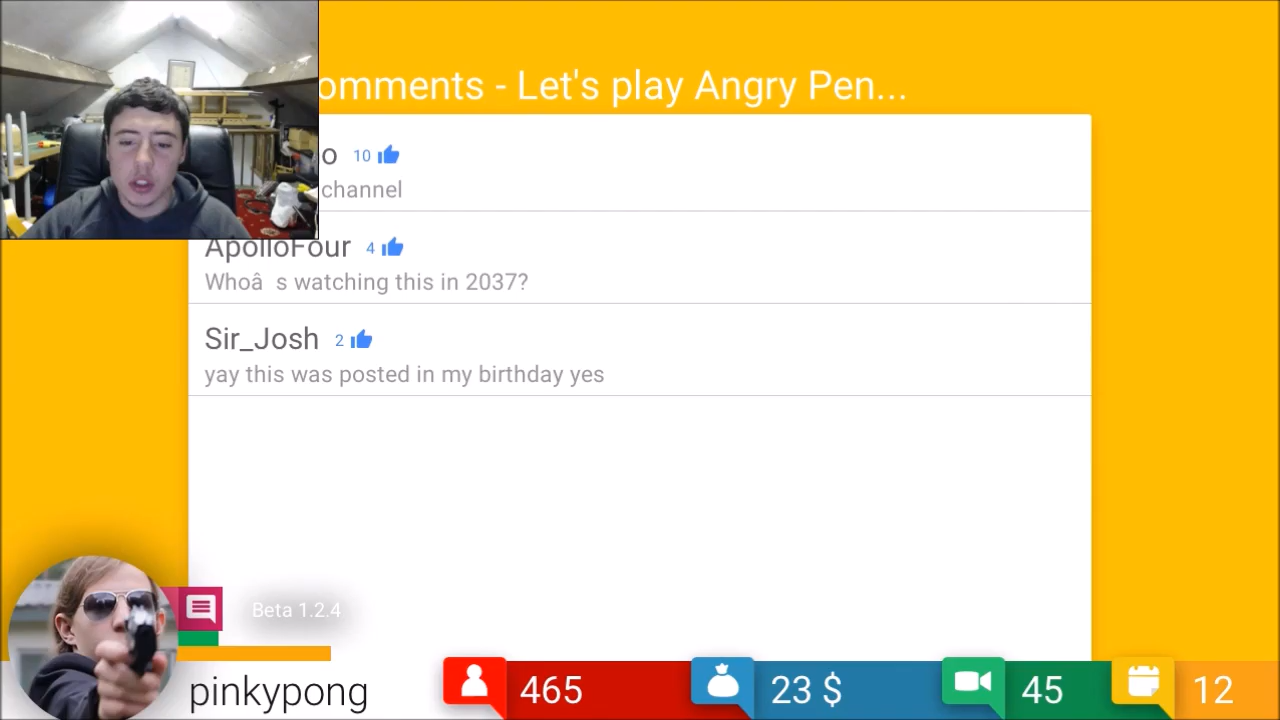 omments - Let's play Angry Pen...
o 10
channel
ApolloFour 4
Whoâ s watching this in 2037?
Sir_Josh 2
yay this was posted in my birthday yes
Beta 1.2.4
pinkypong 465 23 $ 45 12